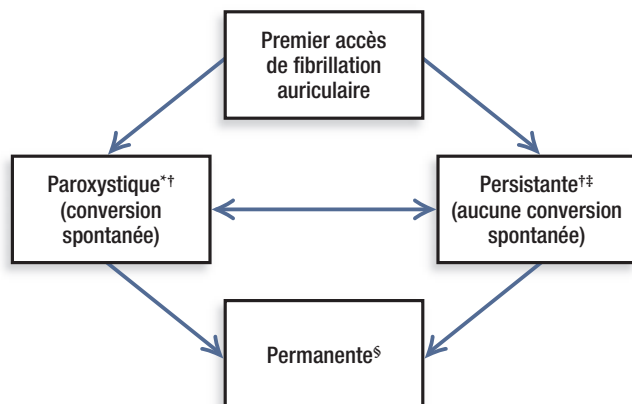 Premier accès
de fibrillation
auriculaire
Paroxystique*†
(conversion
spontanée)
Persistante†‡
(aucune conversion
spontanée)
Permanente§